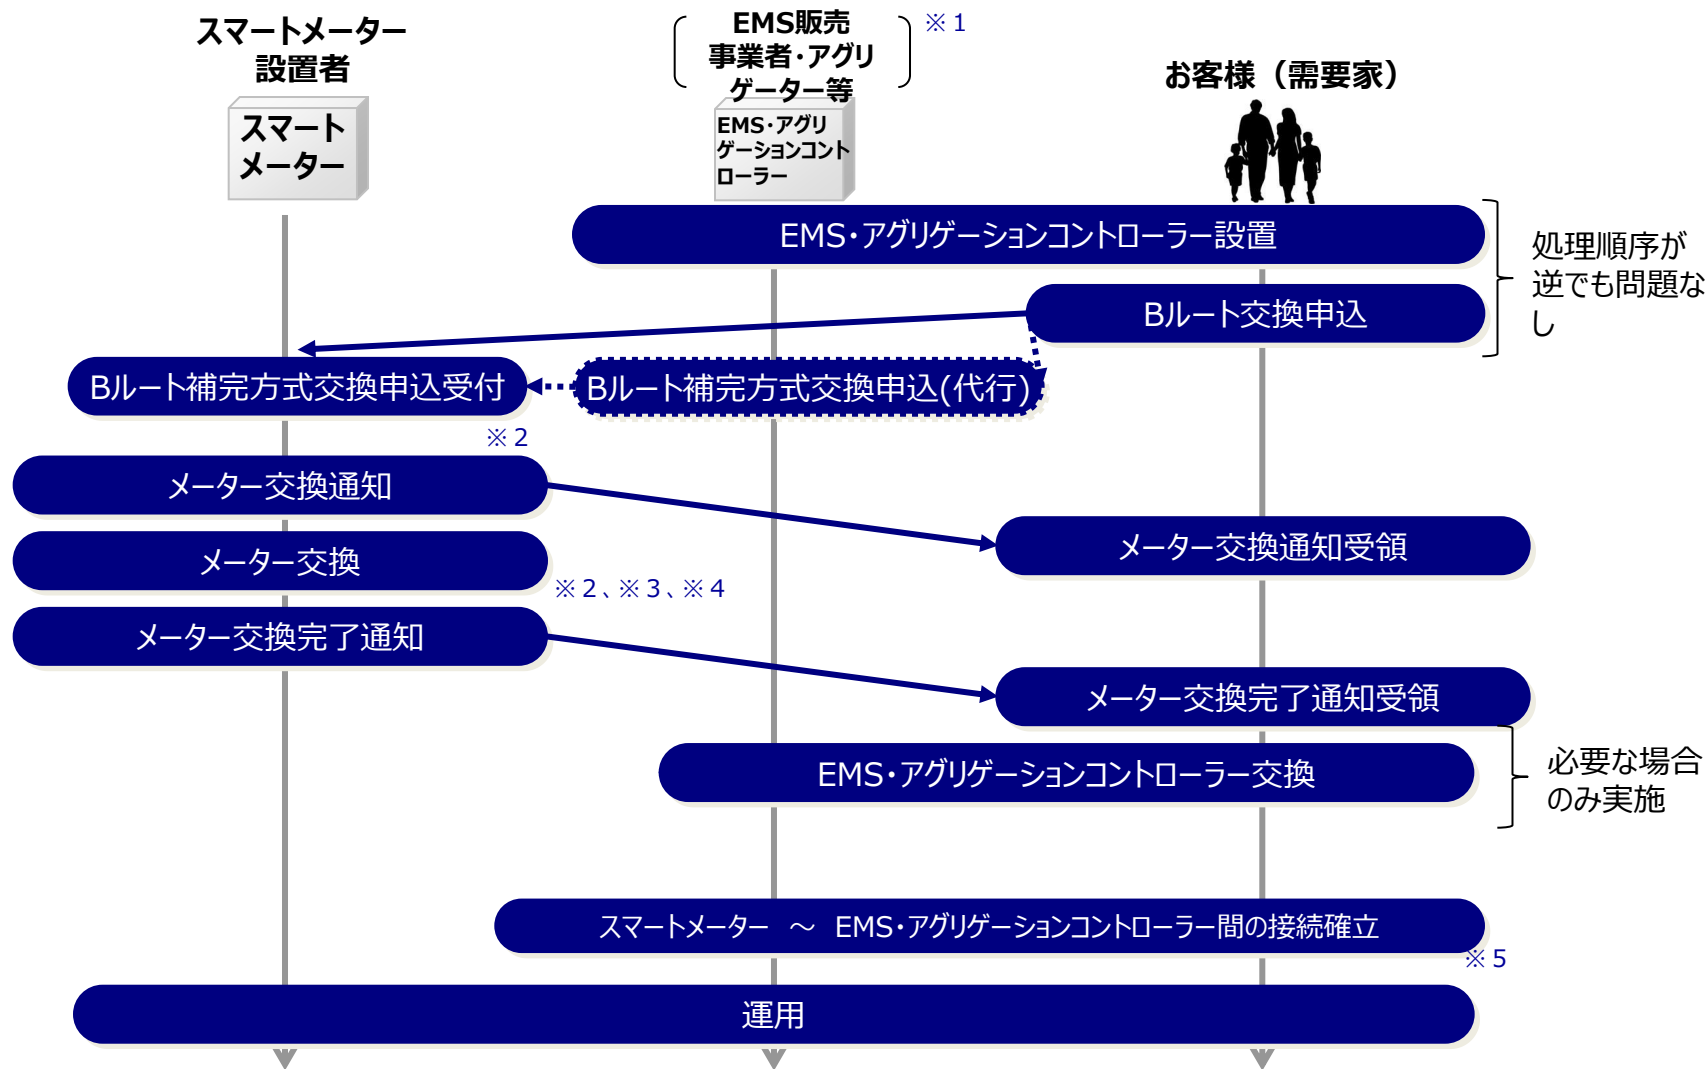 スマートメーター
設置者
EMS販売
事業者・アグリ
ゲーター等
※１
お客様（需要家）
スマート
メーター
EMS・アグリ
ゲーションコント
ローラー
EMS・アグリゲーションコントローラー設置
処理順序が
逆でも問題な
し
Bルート交換申込
Bルート補完方式交換申込受付
Bルート補完方式交換申込(代行)
※２
メーター交換通知
メーター交換通知受領
メーター交換
※２、※３、※４
メーター交換完了通知
メーター交換完了通知受領
EMS・アグリゲーションコントローラー交換
必要な場合
のみ実施
スマートメーター　～　EMS・アグリゲーションコントローラー間の接続確立
※５
運用